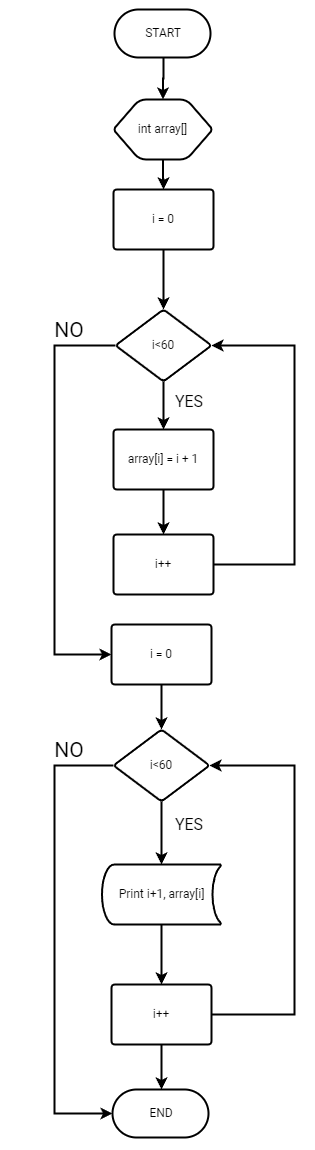 START
int array[]
i = 0
i<60
NO
YES
array[i] = i + 1
i++
i = 0
i<60
NO
YES
Print i+1, array[i]
i++
END